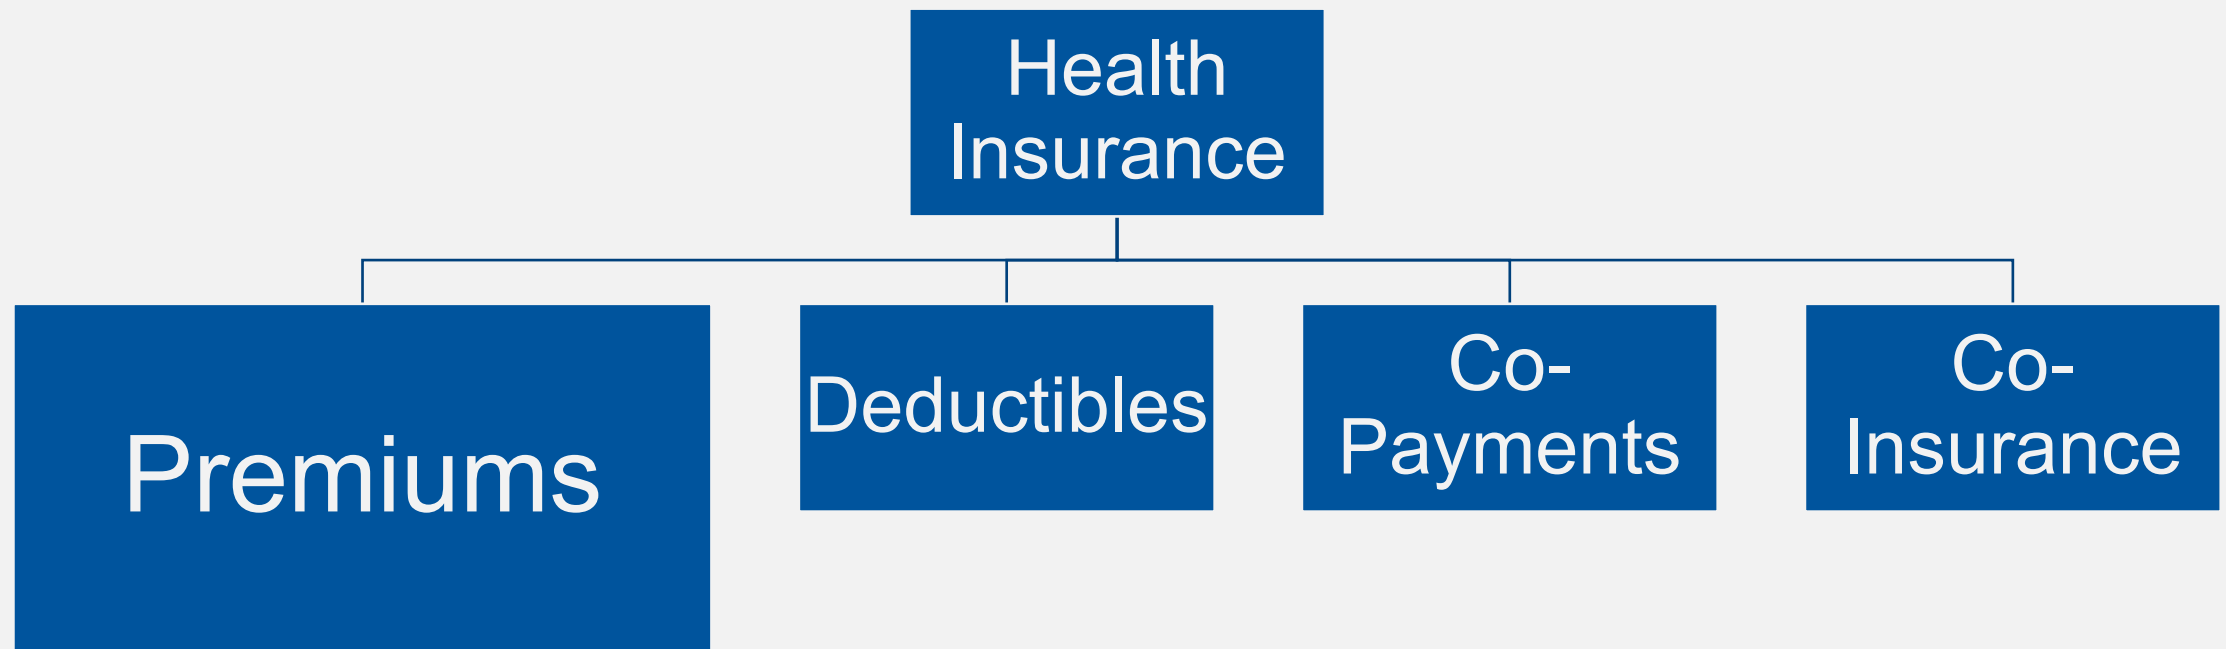 Health
Insurance
Premiums
Deductibles
Co-
Payments
Co-
Insurance